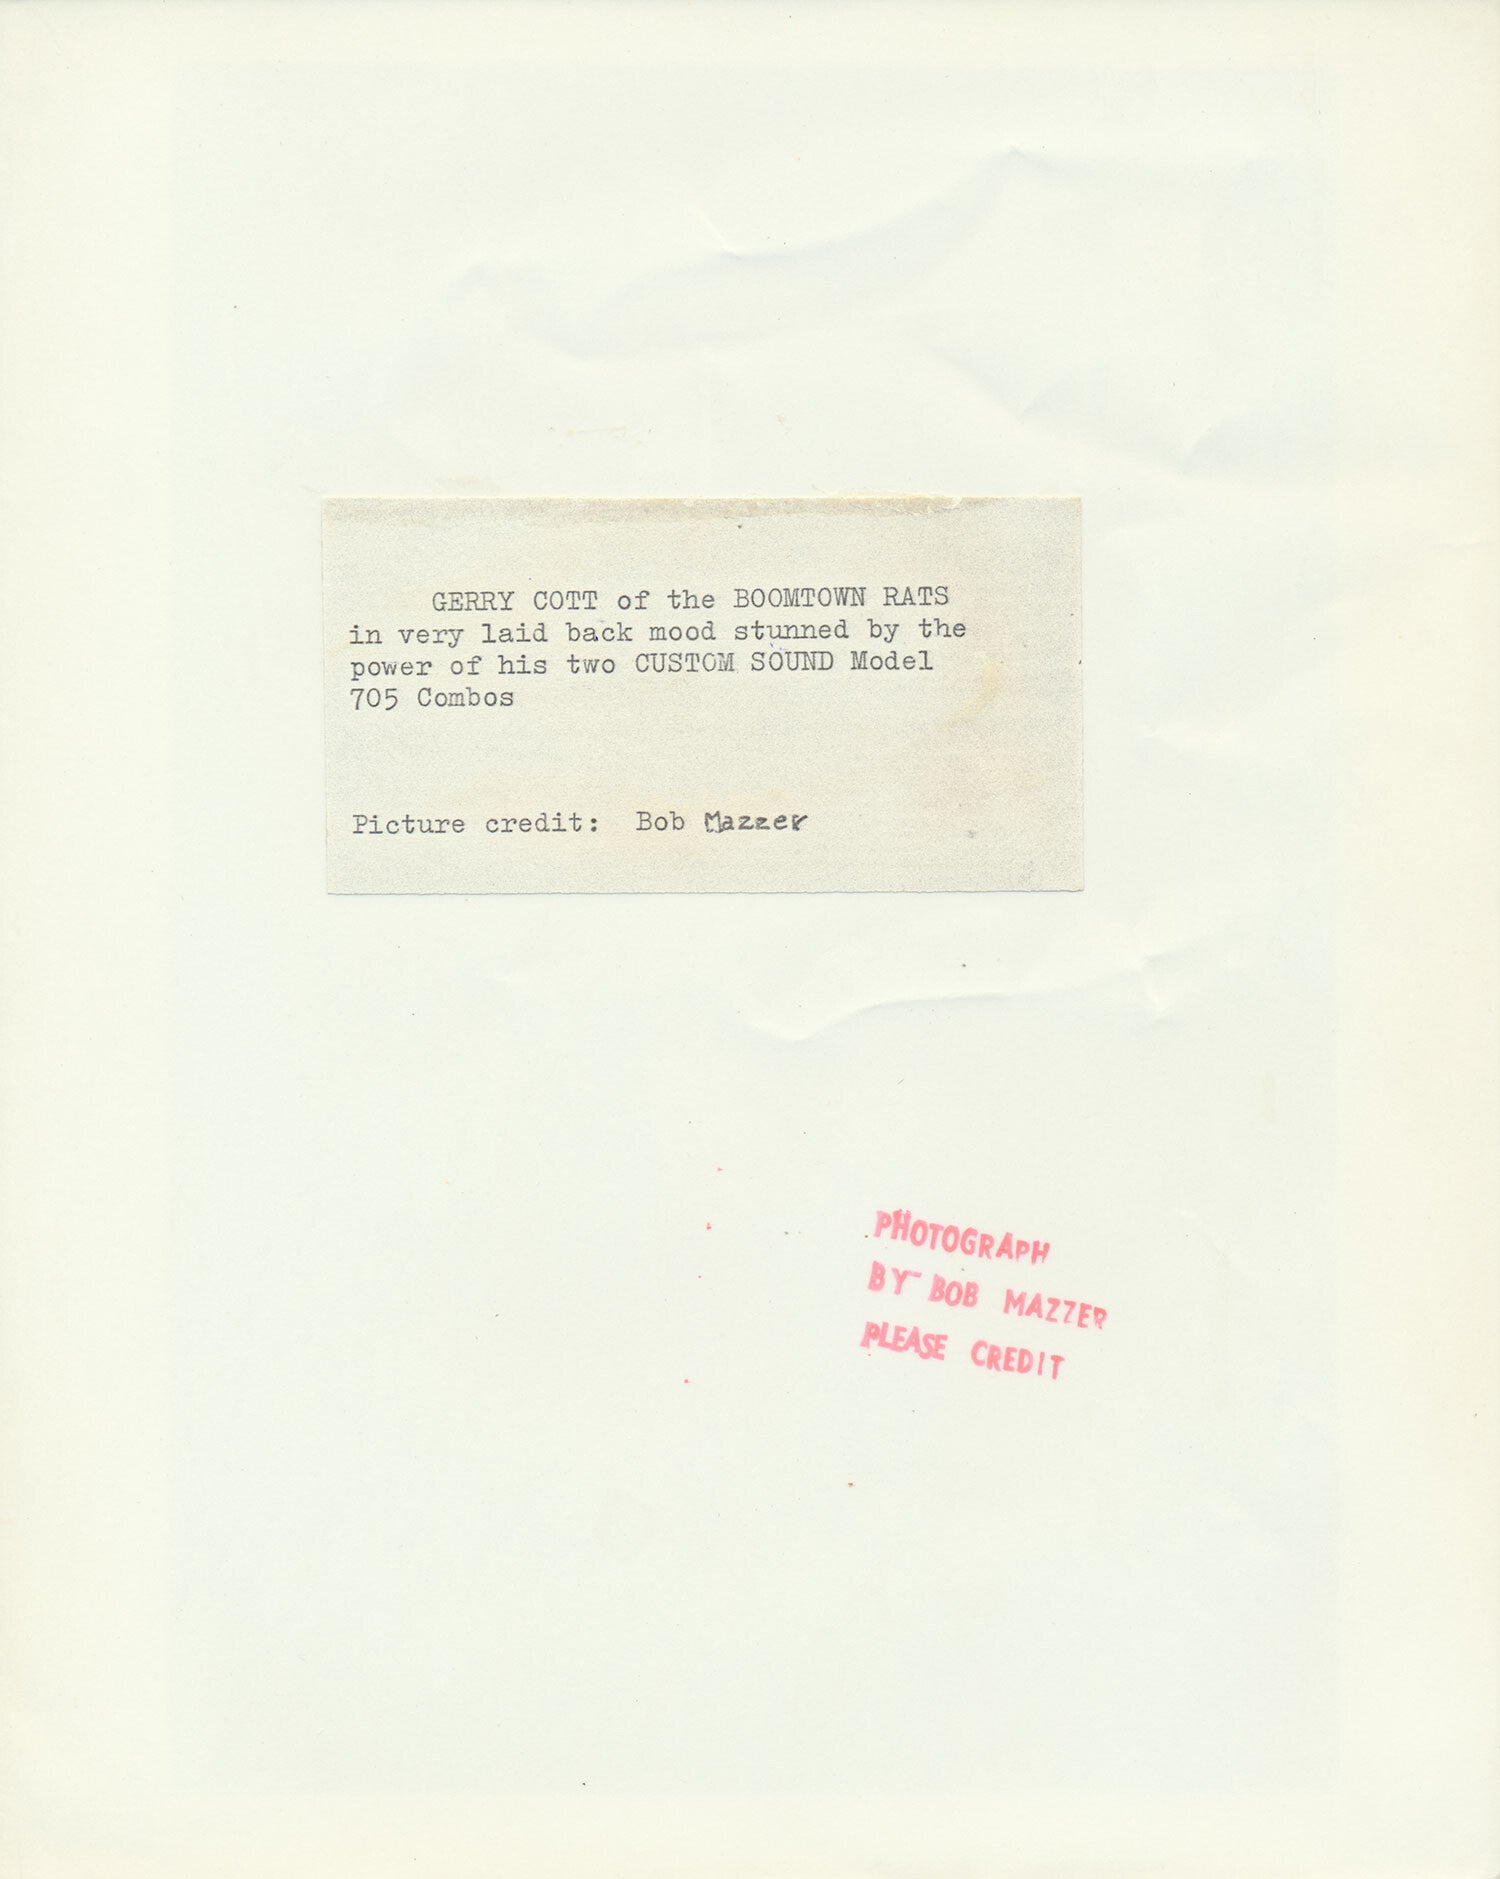 GERRY COTT of the BOOMTOWN RATS
in very laid back mood stunned by the
power of his two CUSTOM SOUND Model
705 Combos
Picture credit: Bob Mazzer
PHOTOGRAPH
BY BOB MAZZER
PLEASE CREDIT